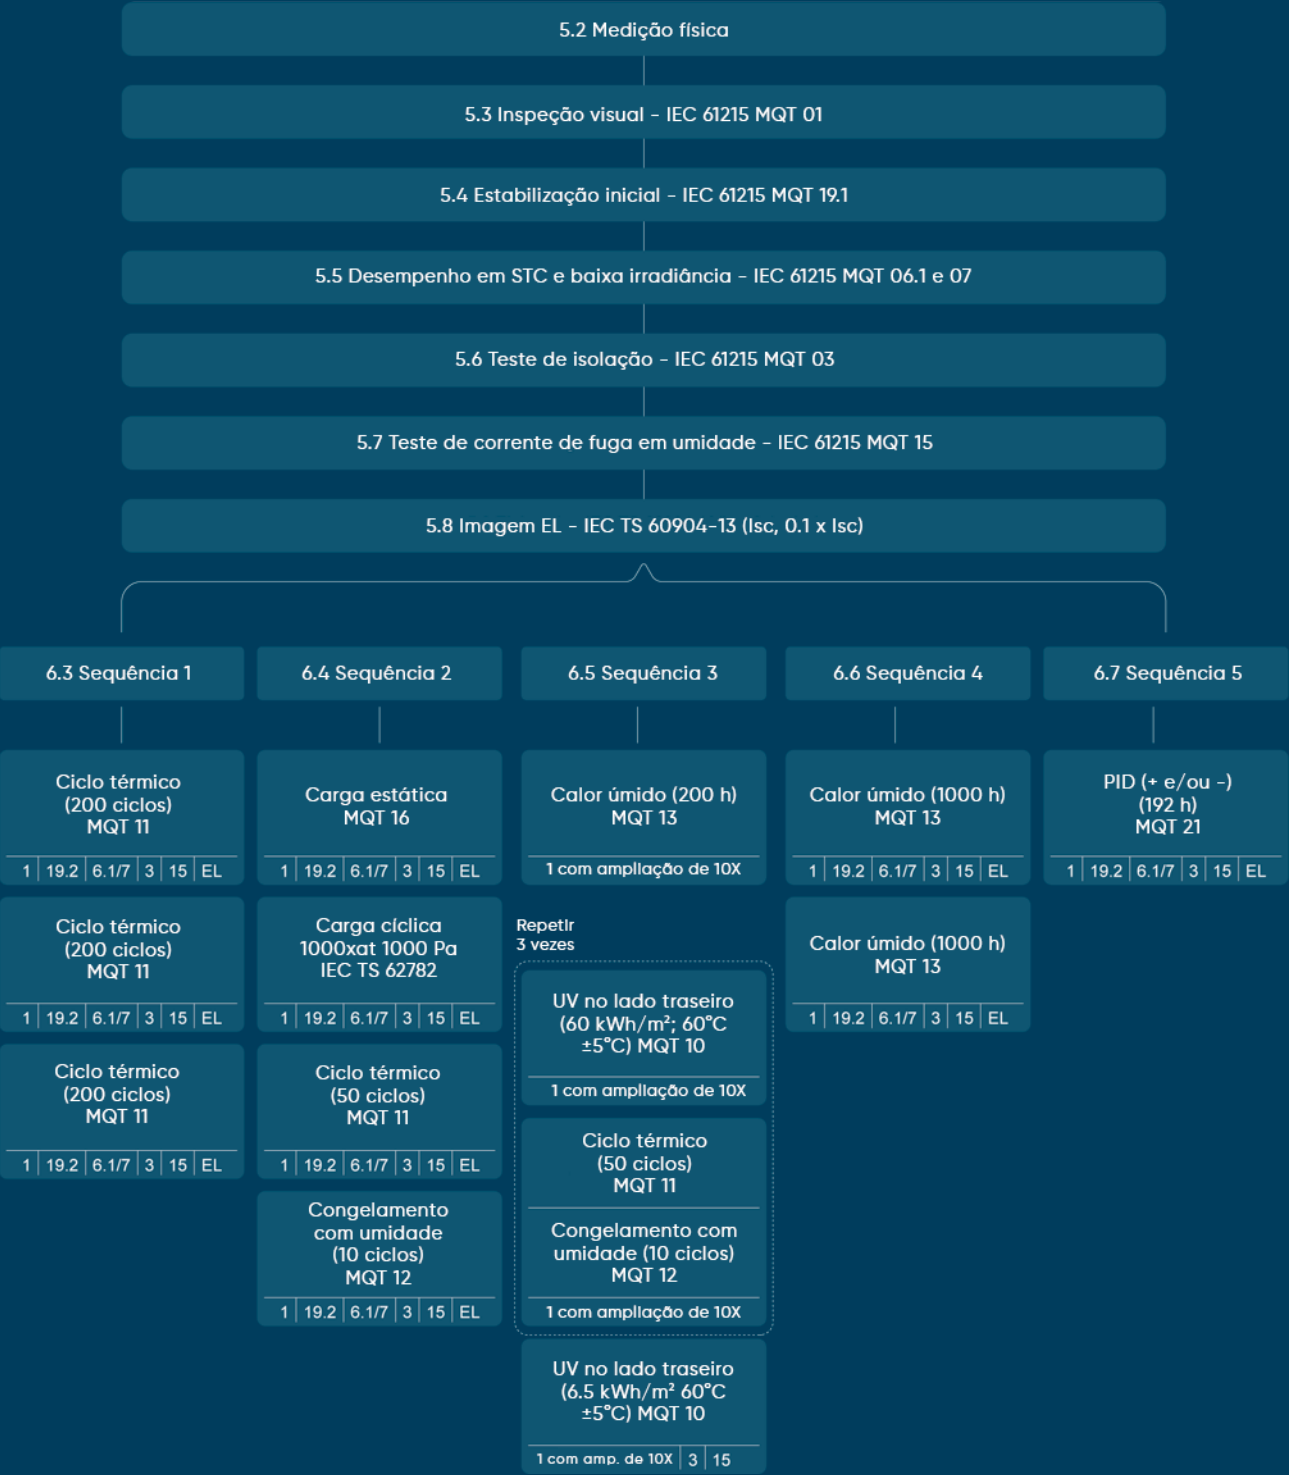 5.2 Medição física
5.3 Inspeção visual - IEC 61215 MQT 01
5.4 Estabilização inicial - IEC 61215 MQT 19.1
5.5 Desempenho em STC e baixa irradiância - IEC 61215 MQT 06.1 e 07
5.6 Teste de isolação - IEC 61215 MQT 03
5.7 Teste de corrente de fuga em umidade - IEC 61215 MQT 15
5.8 Imagem EL - IEC TS 60904-13 (Isc, 0.1 x Isc)
6.3 Sequência 1
Ciclo térmico
(200 ciclos)
MQT 11
1 | 19.2 | 6.1/7 | 3 | 15 | EL
Ciclo térmico
(200 ciclos)
MQT 11
1 | 19.2 | 6.1/7 | 3 | 15 | EL
Ciclo térmico
(200 ciclos)
MQT 11
1 | 19.2 | 6.1/7 | 3 | 15 | EL
6.4 Sequência 2
Carga estática
MQT 16
1 | 19.2 | 6.1/7 | 3 | 15 | EL
Carga cíclica
1000xat 1000 Pa
IEC TS 62782
1 | 19.2 | 6.1/7 | 3 | 15 | EL
Ciclo térmico
(50 ciclos)
MQT 11
1 | 19.2 | 6.1/7 | 3 | 15 | EL
Congelamento
com umidade
(10 ciclos)
MQT 12
1 | 19.2 | 6.1/7 | 3 | 15 | EL
6.5 Sequência 3
Calor úmido (200 h)
MQT 13
1 com ampliação de 10X
Repetir
3 vezes
UV no lado traseiro
(60 kWh/m²; 60°C
±5°C) MQT 10
1 com ampliação de 10X
Ciclo térmico
(50 ciclos)
MQT 11
Congelamento com
umidade (10 ciclos)
MQT 12
1 com ampliação de 10X
UV no lado traseiro
(6.5 kWh/m² 60°C
±5°C) MQT 10
1 com amp. de 10X | 3 | 15
6.6 Sequência 4
Calor úmido (1000 h)
MQT 13
1 | 19.2 | 6.1/7 | 3 | 15 | EL
Calor úmido (1000 h)
MQT 13
1 | 19.2 | 6.1/7 | 3 | 15 | EL
6.7 Sequência 5
PID (+ e/ou -)
(192 h)
MQT 21
1 | 19.2 | 6.1/7 | 3 | 15 | EL